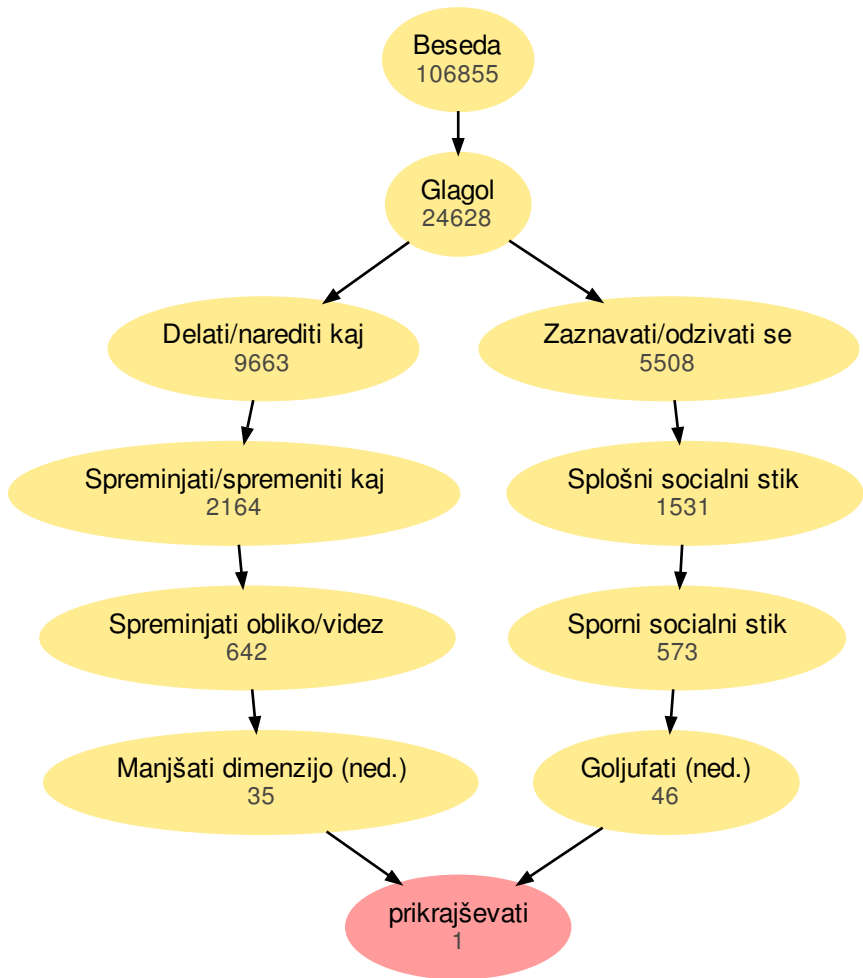 Beseda
106855
Glagol
24628
Delati/narediti kaj
9663
Zaznavati/odzivati se
5508
Spreminjati/spremeniti kaj
2164
Splošni socialni stik
1531
Spreminjati obliko/videz
642
Sporni socialni stik
573
Manjšati dimenzijo (ned.)
35
Goljufati (ned.)
46
prikrajševati
1